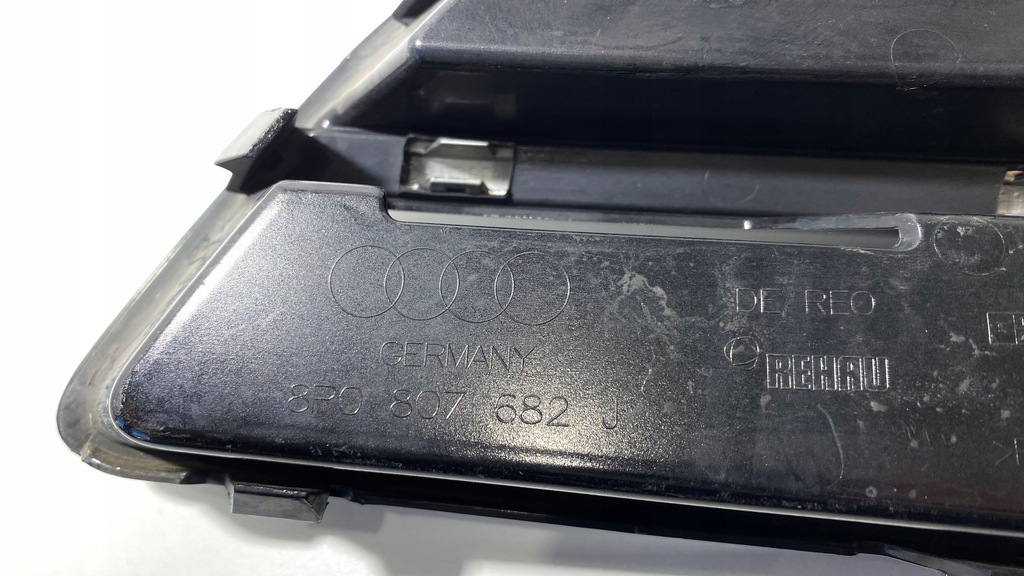 DE REO
GERMANY
REHAU
8P0 807 682 J